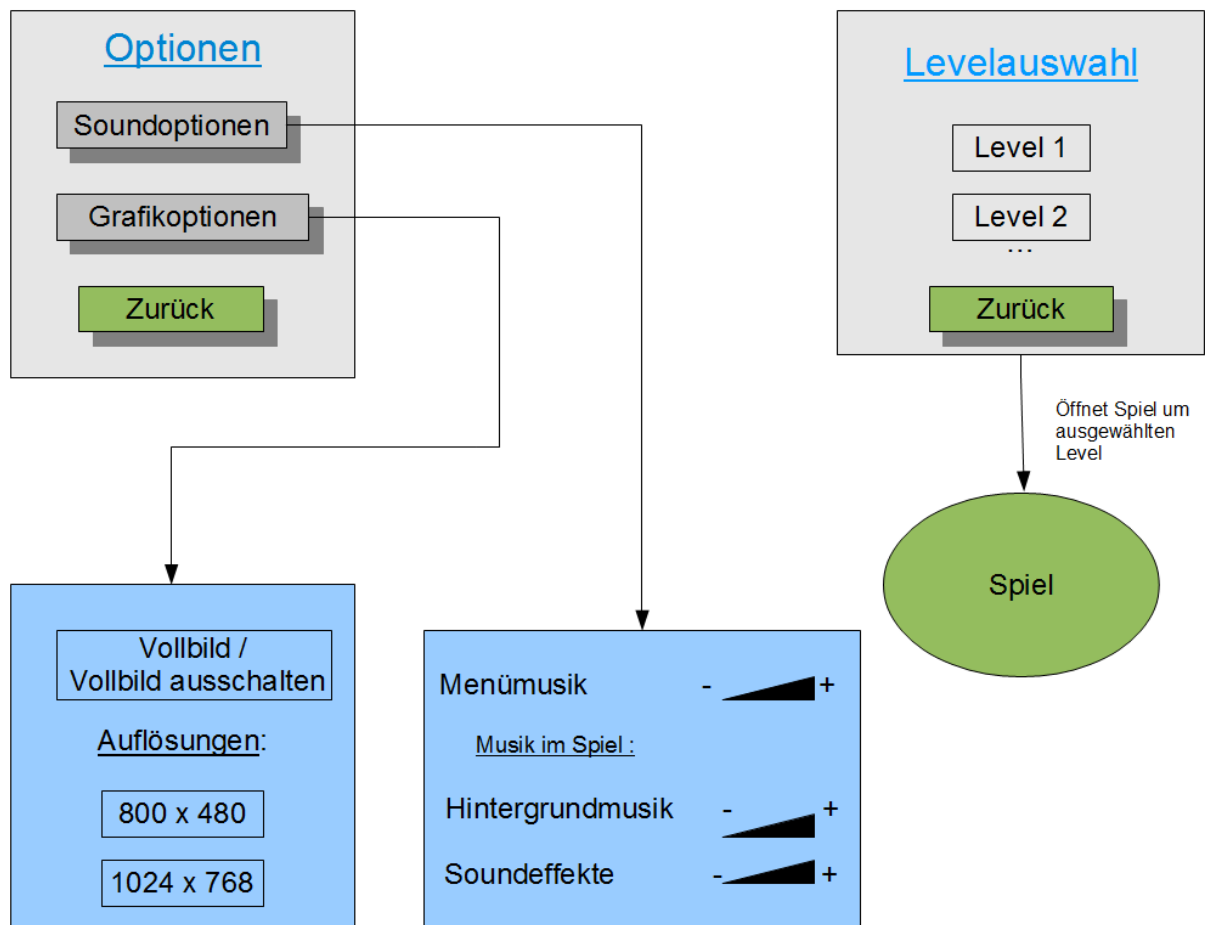 Optionen
Soundoptionen
Grafikoptionen
Zurück
Levelauswahl
Level 1
Level 2
...
Zurück
Öffnet Spiel um
ausgewählten
Level
Spiel
Vollbild /
Vollbild ausschalten
Auflösungen:
800 x 480
1024 x 768
Menümusik - +
Musik im Spiel :
Hintergrundmusik - +
Soundeffekte - +